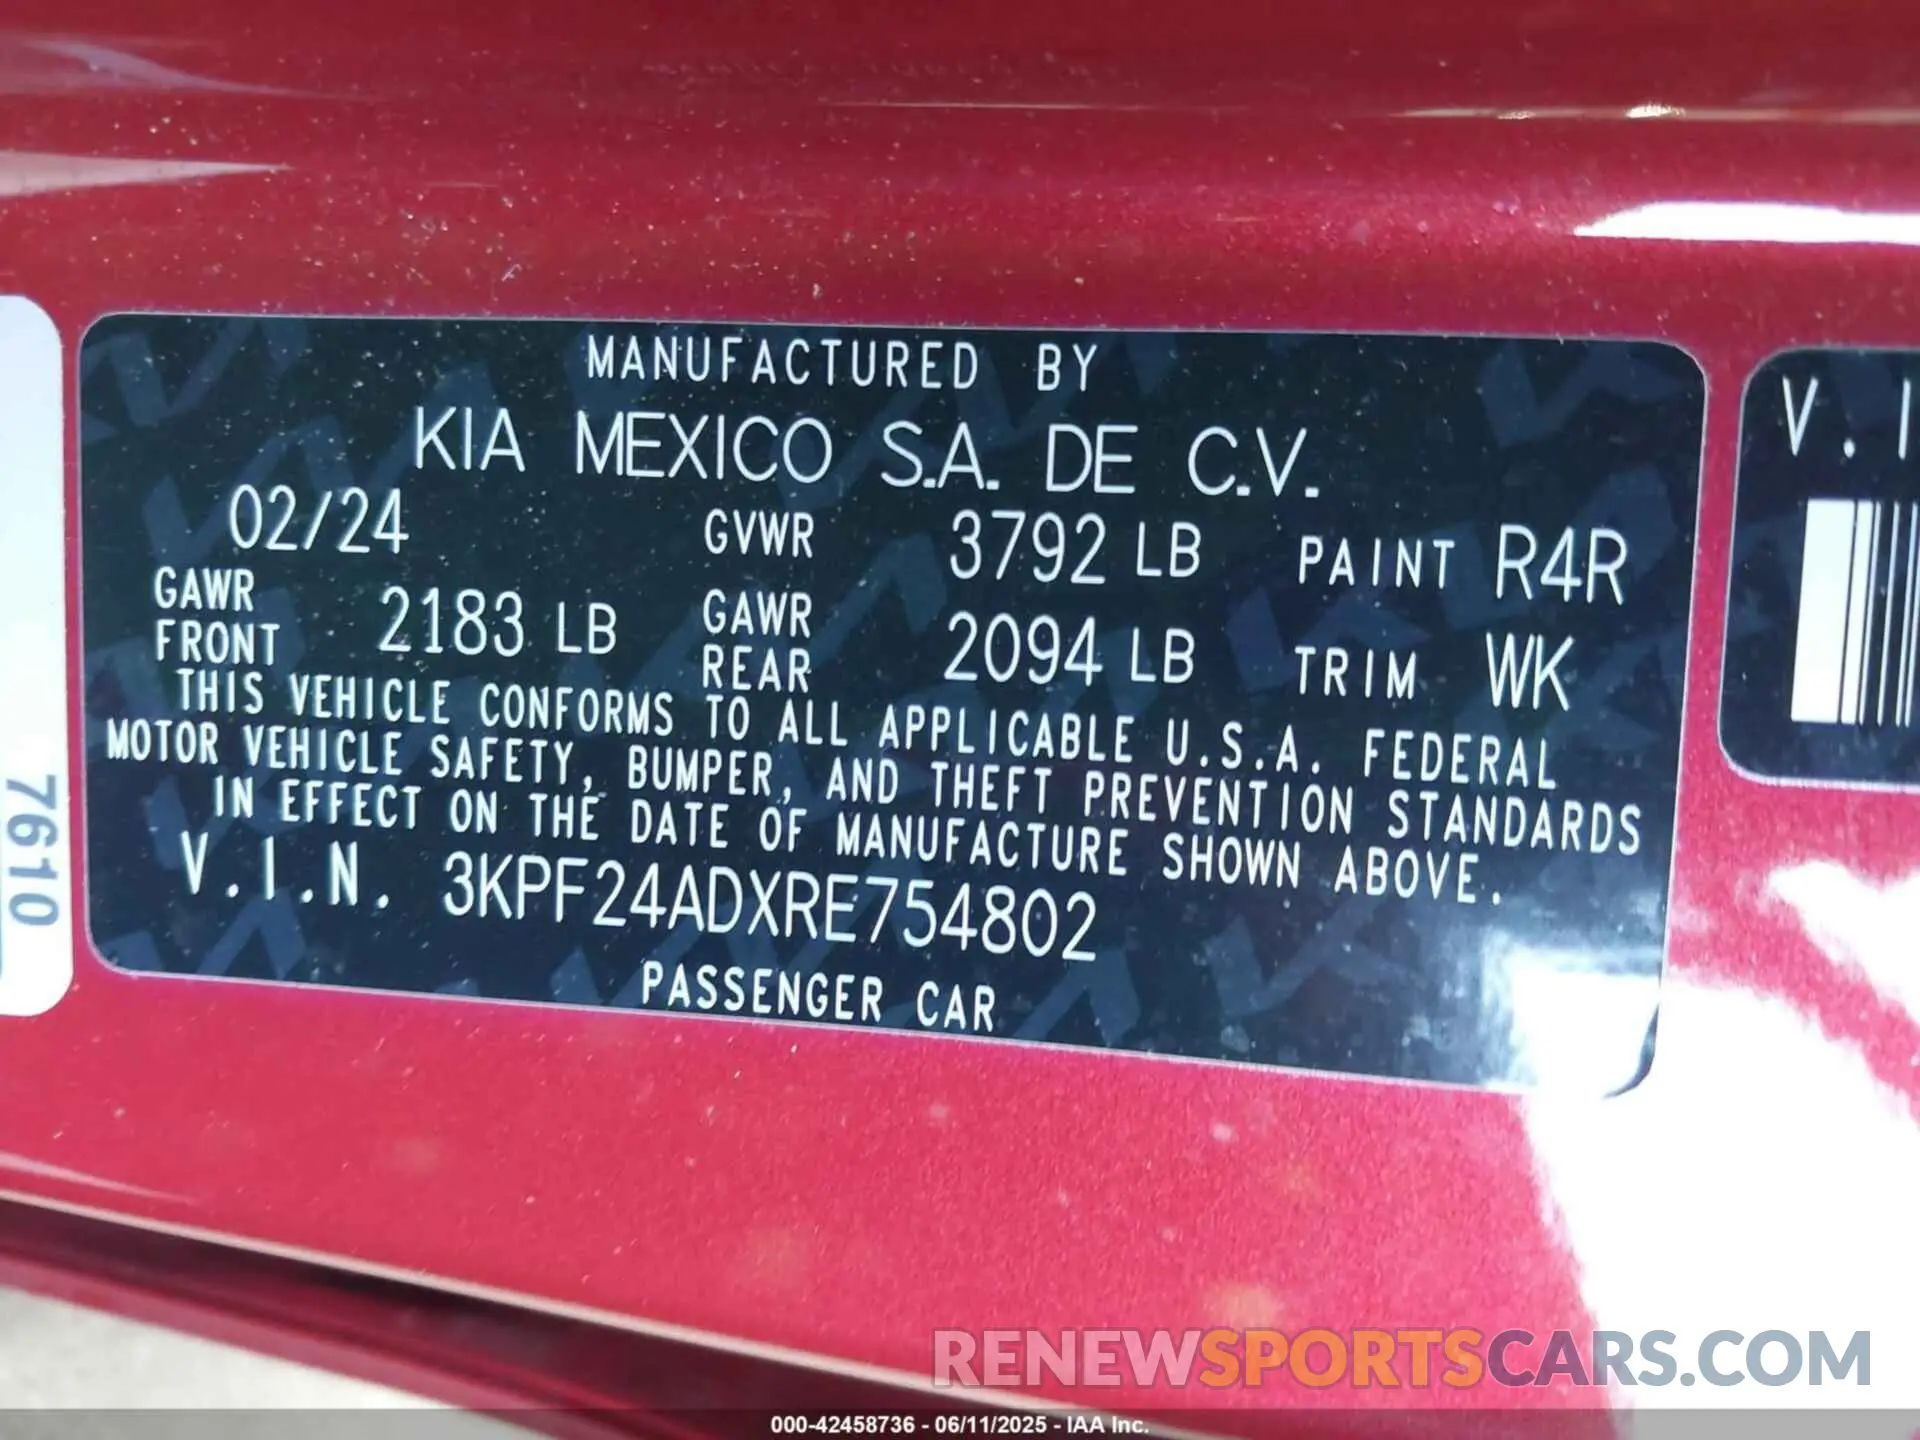 MANUFACTURED BY
KIA MEXICO S.A. DE C.V.
02/24 GVWR 3792 LB PAINT R4R
GAWR FRONT 2183 LB GAWR REAR 2094 LB TRIM WK
THIS VEHICLE CONFORMS TO ALL APPLICABLE U.S.A. FEDERAL
MOTOR VEHICLE SAFETY, BUMPER, AND THEFT PREVENTION STANDARDS
IN EFFECT ON THE DATE OF MANUFACTURE SHOWN ABOVE.
V.I.N. 3KPF24ADXRE754802
PASSENGER CAR
7610
V.I
RENEWSPORTSCARS.COM
000-42458736 - 06/11/2025 - IAA Inc.